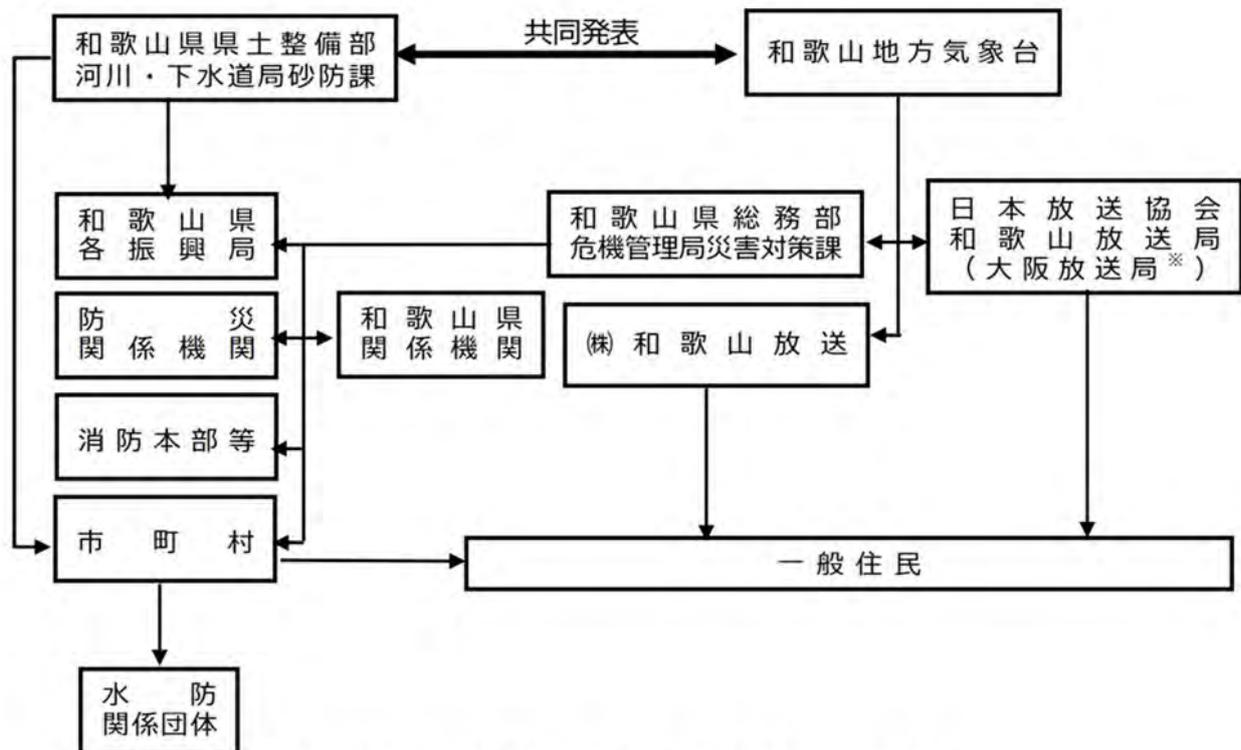 共同発表
和歌山県県土整備部
河川・下水道局砂防課
和歌山地方気象台
和歌山県
各振興局
和歌山県総務部
危機管理局災害対策課
日本放送協会
和歌山放送局
（大阪放送局※）
防災
関係機関
和歌山県
関係機関
㈱和歌山放送
消防本部等
市町村
一般住民
水防
関係団体